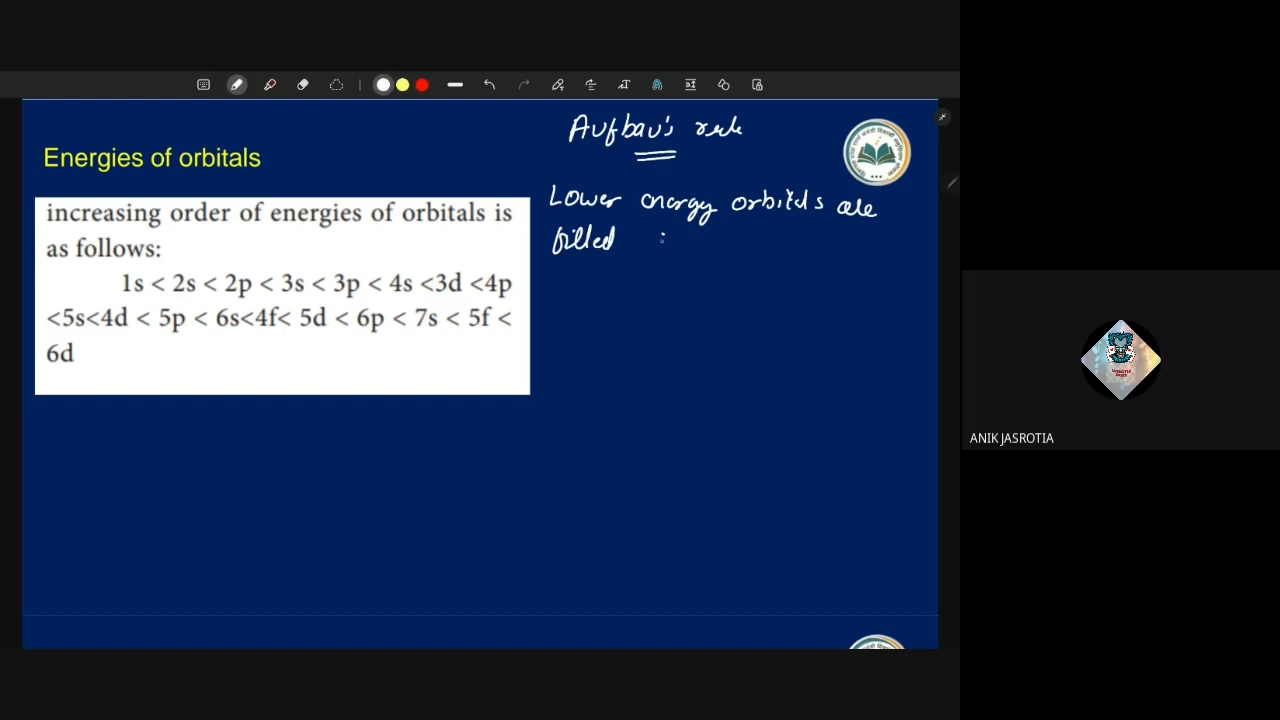 Energies of orbitals
increasing order of energies of orbitals is
as follows:
1s < 2s < 2p < 3s < 3p < 4s <3d <4p
<5s<4d < 5p < 6s<4f< 5d < 6p < 7s < 5f <
6d
Aufbau's rule
Lower energy orbitals are
filled
ANIK JASROTIA